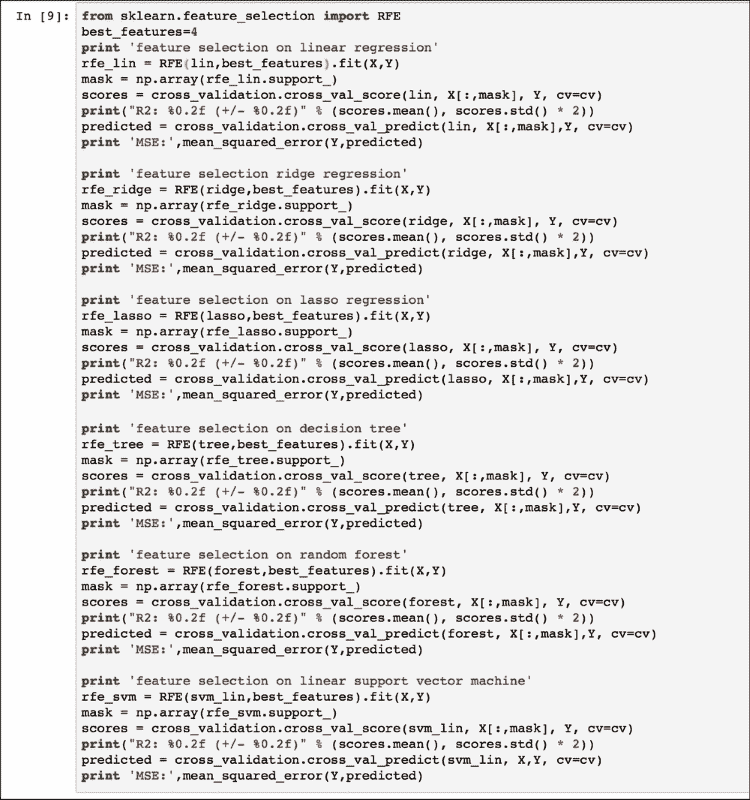 In [9]: from sklearn.feature_selection import RFE
best_features=4
print 'feature selection on linear regression'
rfe_lin = RFE(lin,best_features).fit(X,Y)
mask = np.array(rfe_lin.support_)
scores = cross_validation.cross_val_score(lin, X[:,mask], Y, cv=cv)
print("R2: %0.2f (+/- %0.2f)" % (scores.mean(), scores.std() * 2))
predicted = cross_validation.cross_val_predict(lin, X[:,mask],Y, cv=cv)
print 'MSE:',mean_squared_error(Y,predicted)
print 'feature selection ridge regression'
rfe_ridge = RFE(ridge,best_features).fit(X,Y)
mask = np.array(rfe_ridge.support_)
scores = cross_validation.cross_val_score(ridge, X[:,mask], Y, cv=cv)
print("R2: %0.2f (+/- %0.2f)" % (scores.mean(), scores.std() * 2))
predicted = cross_validation.cross_val_predict(ridge, X[:,mask],Y, cv=cv)
print 'MSE:',mean_squared_error(Y,predicted)
print 'feature selection on lasso regression'
rfe_lasso = RFE(lasso,best_features).fit(X,Y)
mask = np.array(rfe_lasso.support_)
scores = cross_validation.cross_val_score(lasso, X[:,mask], Y, cv=cv)
print("R2: %0.2f (+/- %0.2f)" % (scores.mean(), scores.std() * 2))
predicted = cross_validation.cross_val_predict(lasso, X[:,mask],Y, cv=cv)
print 'MSE:',mean_squared_error(Y,predicted)
print 'feature selection on decision tree'
rfe_tree = RFE(tree,best_features).fit(X,Y)
mask = np.array(rfe_tree.support_)
scores = cross_validation.cross_val_score(tree, X[:,mask], Y, cv=cv)
print("R2: %0.2f (+/- %0.2f)" % (scores.mean(), scores.std() * 2))
predicted = cross_validation.cross_val_predict(tree, X[:,mask],Y, cv=cv)
print 'MSE:',mean_squared_error(Y,predicted)
print 'feature selection on random forest'
rfe_forest = RFE(forest,best_features).fit(X,Y)
mask = np.array(rfe_forest.support_)
scores = cross_validation.cross_val_score(forest, X[:,mask], Y, cv=cv)
print("R2: %0.2f (+/- %0.2f)" % (scores.mean(), scores.std() * 2))
predicted = cross_validation.cross_val_predict(forest, X[:,mask],Y, cv=cv)
print 'MSE:',mean_squared_error(Y,predicted)
print 'feature selection on linear support vector machine'
rfe_svm = RFE(svm_lin,best_features).fit(X,Y)
mask = np.array(rfe_svm.support_)
scores = cross_validation.cross_val_score(svm_lin, X[:,mask], Y, cv=cv)
print("R2: %0.2f (+/- %0.2f)" % (scores.mean(), scores.std() * 2))
predicted = cross_validation.cross_val_predict(svm_lin, X,Y, cv=cv)
print 'MSE:',mean_squared_error(Y,predicted)